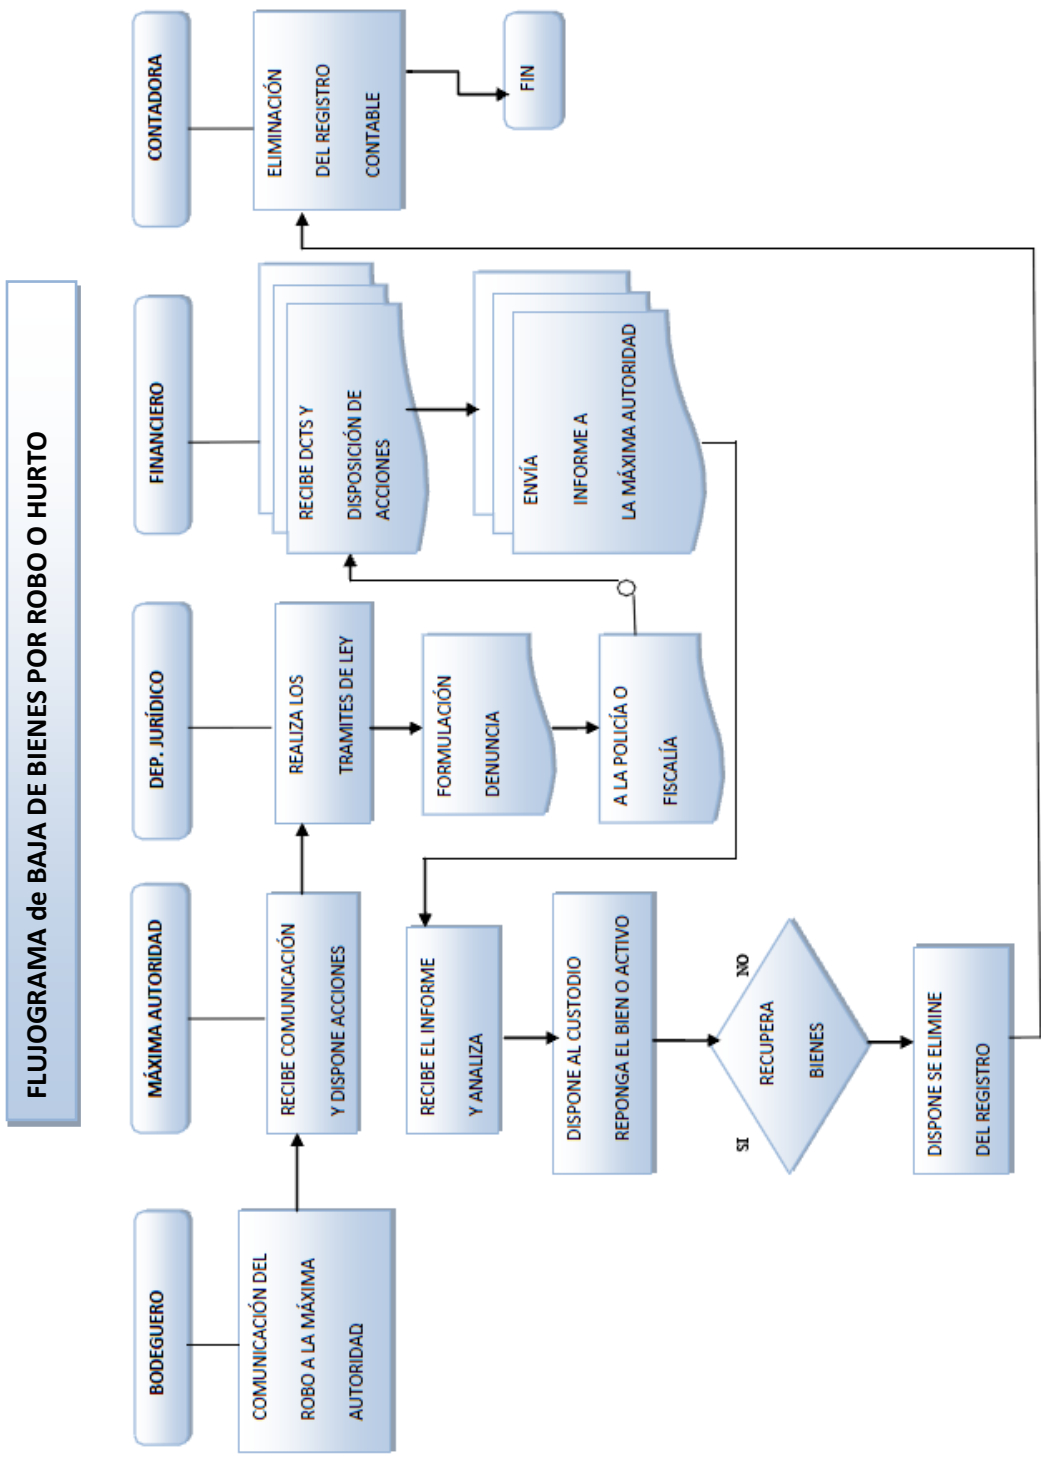 FLUJOGRAMA de BAJA DE BIENES POR ROBO O HURTO
BODEGUERO
MÁXIMA AUTORIDAD
DEP. JURÍDICO
FINANCIERO
CONTADORA
COMUNICACIÓN DEL
ROBO A LA MÁXIMA
AUTORIDAD
RECIBE COMUNICACIÓN
Y DISPONE ACCIONES
RECIBE EL INFORME
Y ANALIZA
DISPONE AL CUSTODIO
REPONGA EL BIEN O ACTIVO
SI
NO
RECUPERA
BIENES
DISPONE SE ELIMINE
DEL REGISTRO
REALIZA LOS
TRAMITES DE LEY
FORMULACIÓN
DENUNCIA
A LA POLICÍA O
FISCALÍA
RECIBE DCTS Y
DISPOSICIÓN DE
ACCIONES
ENVÍA
INFORME A
LA MÁXIMA AUTORIDAD
ELIMINACIÓN
DEL REGISTRO
CONTABLE
FIN